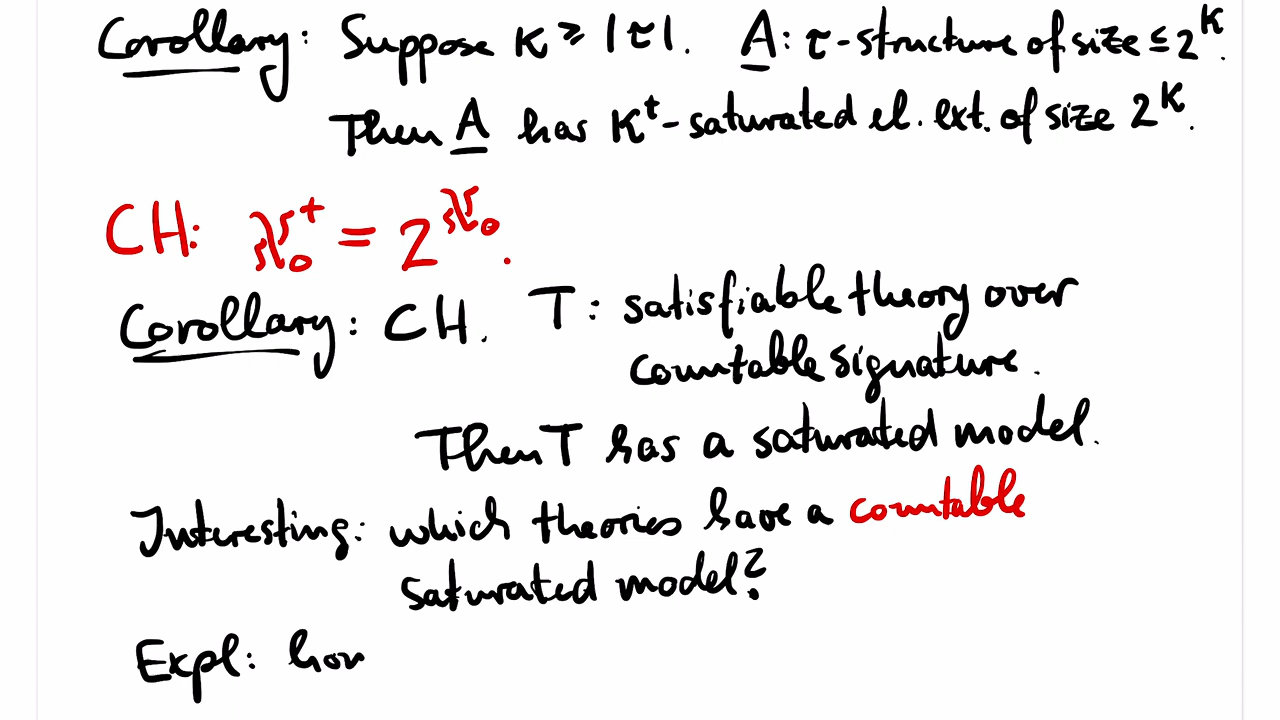 Corollary: Suppose κ ≥ |τ|. A: τ-structure of size ≤ 2^κ.
Then A has κ⁺-saturated el. ext. of size 2^κ.
CH: ℵ₀⁺ = 2^ℵ₀.
Corollary: CH. T: satisfiable theory over
countable signature.
Then T has a saturated model.
Interesting: which theories have a countable
saturated model?
Expl: hom